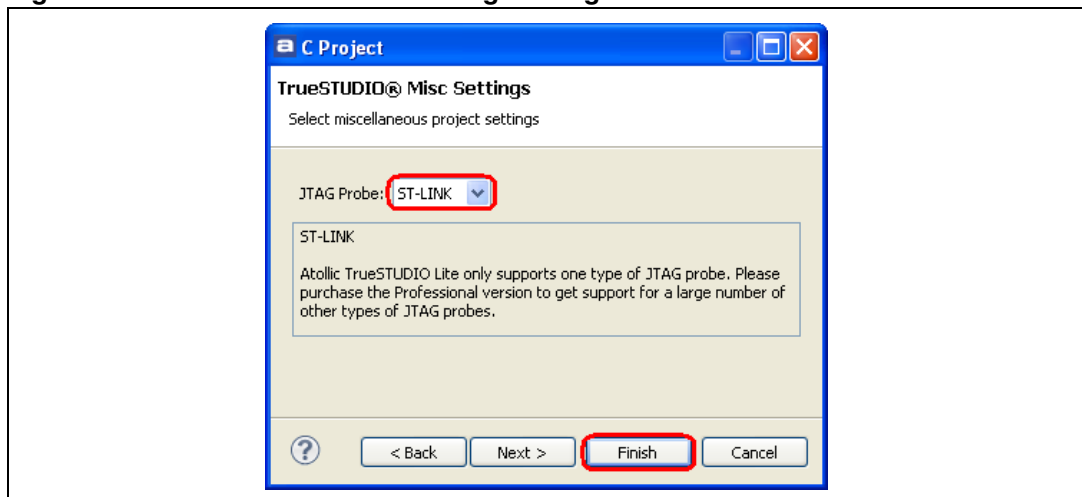 C Project
TrueSTUDIO® Misc Settings
Select miscellaneous project settings
JTAG Probe: ST-LINK
ST-LINK
Atollic TrueSTUDIO Lite only supports one type of JTAG probe. Please
purchase the Professional version to get support for a large number of
other types of JTAG probes.
< Back Next > Finish Cancel